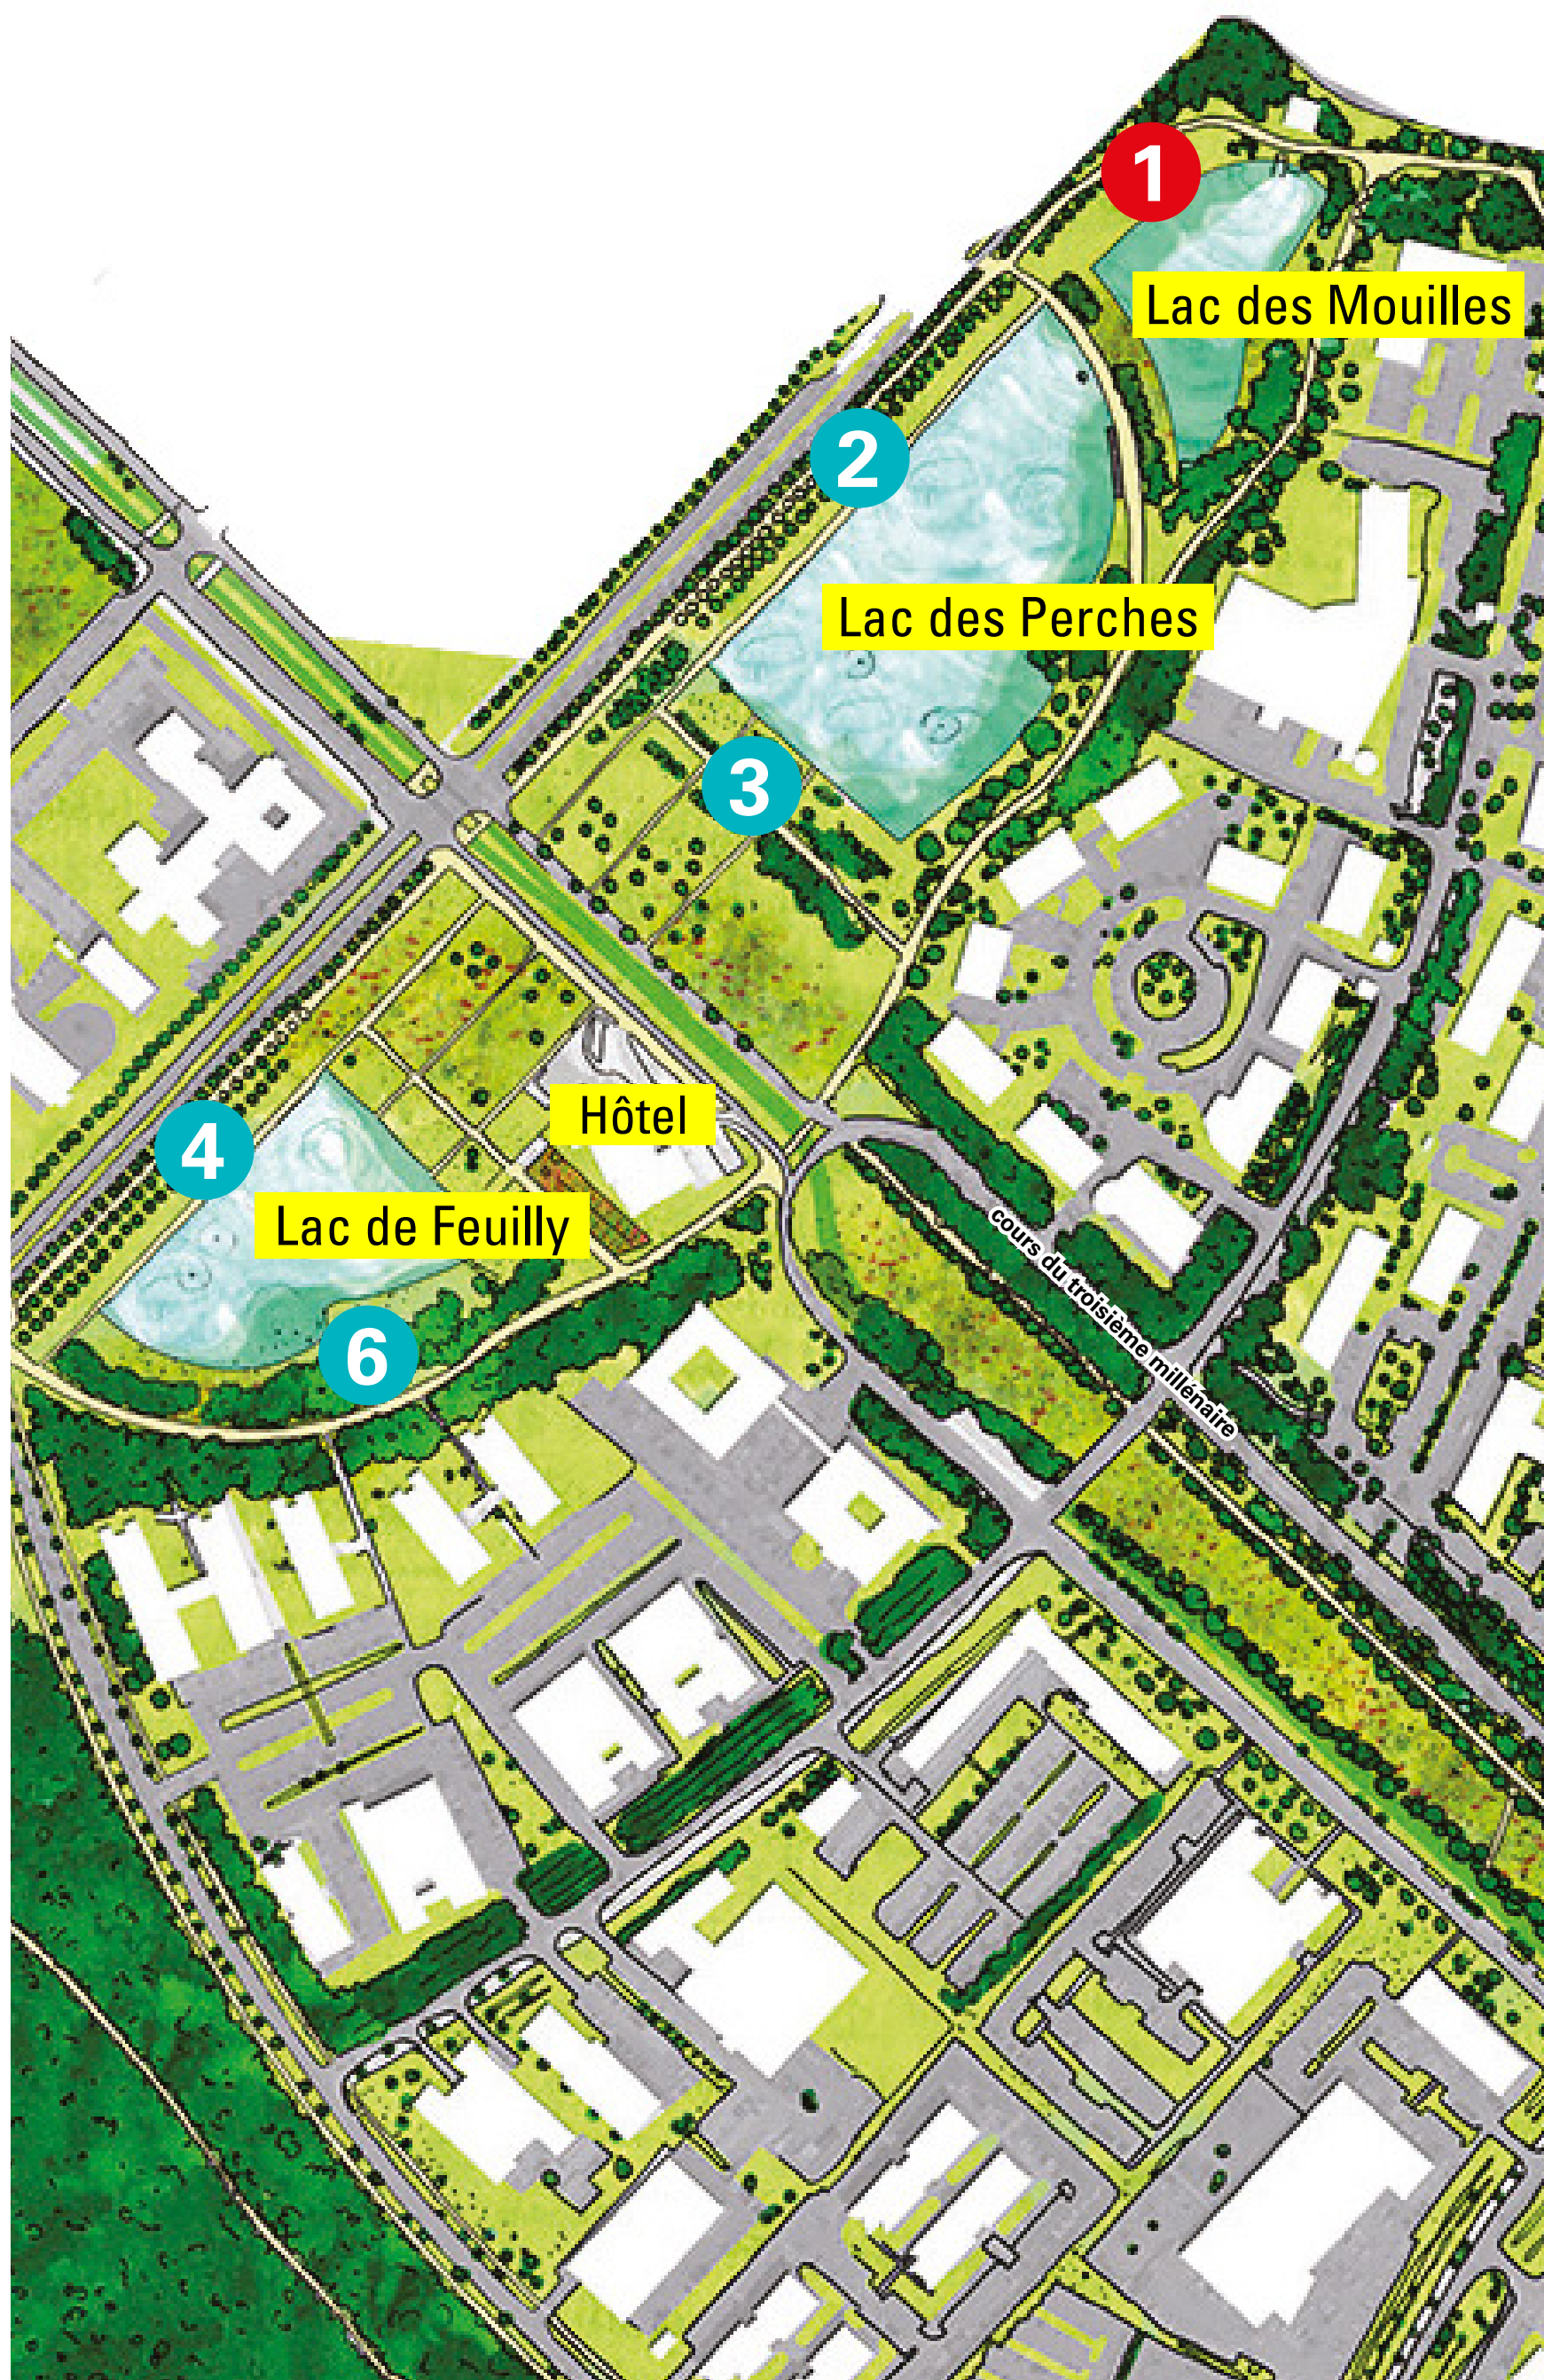 1
Lac des Mouilles
2
Lac des Perches
3
Hôtel
4
Lac de Feuilly
6
cours du troisième millénaire